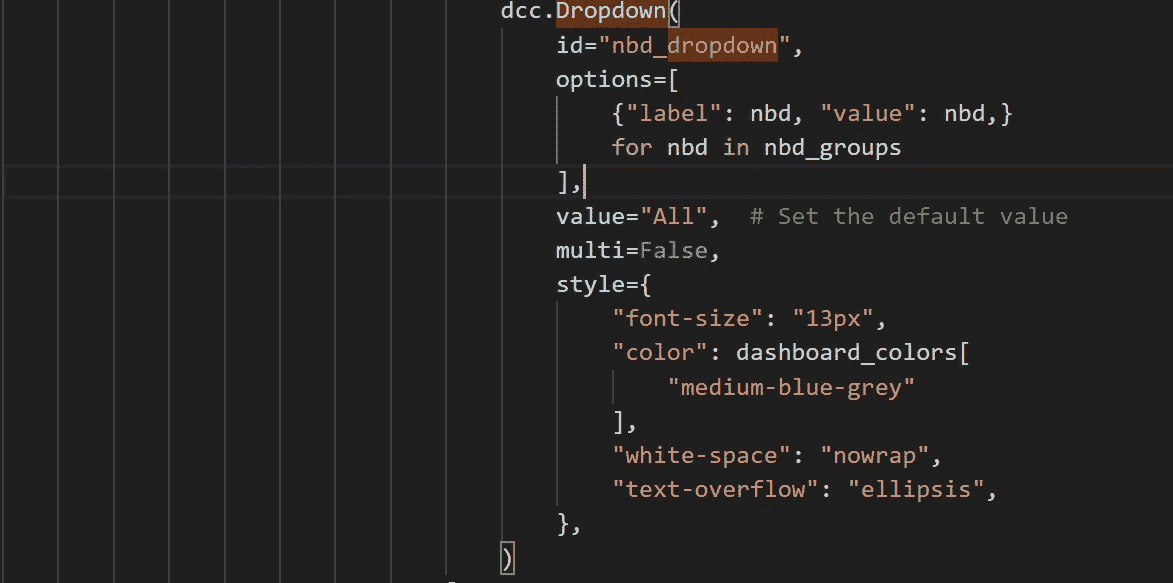 dcc.Dropdown(
id="nbd_dropdown",
options=[
{"label": nbd, "value": nbd,}
for nbd in nbd_groups
],
value="All",  # Set the default value
multi=False,
style={
"font-size": "13px",
"color": dashboard_colors[
"medium-blue-grey"
],
"white-space": "nowrap",
"text-overflow": "ellipsis",
},
)